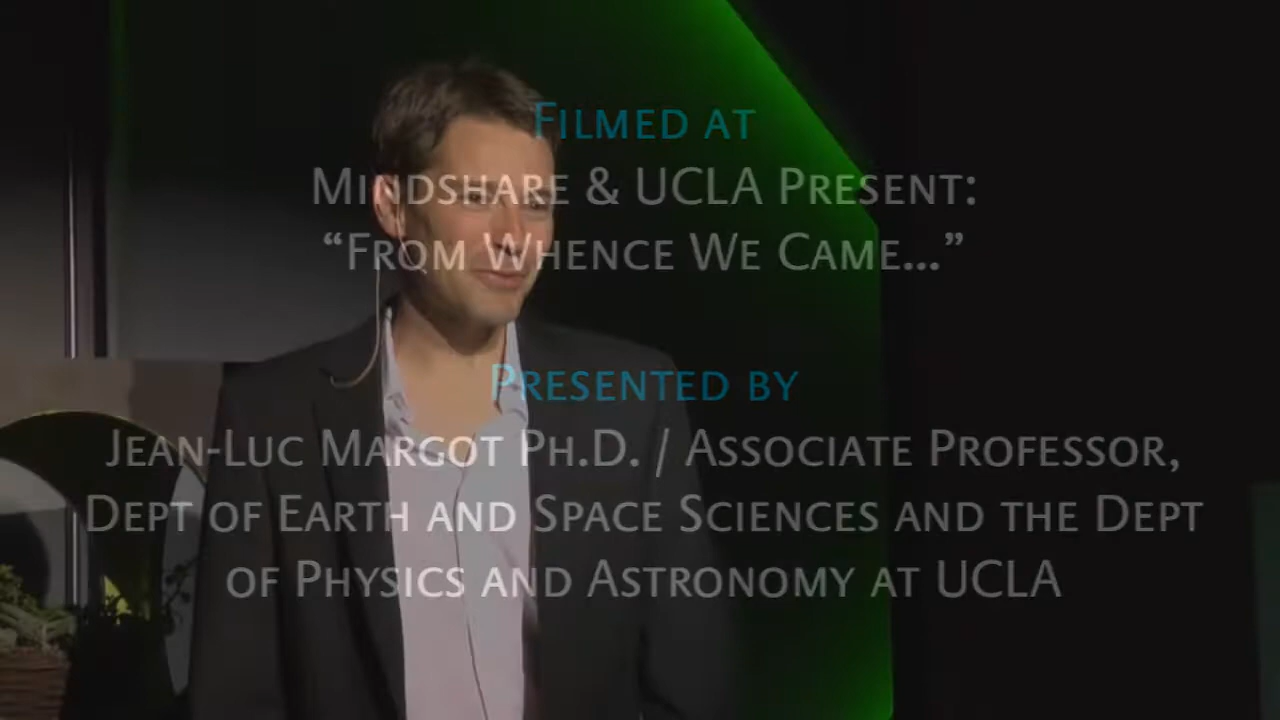 Filmed at
Mindshare & UCLA Present:
“From Whence We Came...”
Presented by
Jean-Luc Margot Ph.D. / Associate Professor,
Dept of Earth and Space Sciences and the Dept
of Physics and Astronomy at UCLA